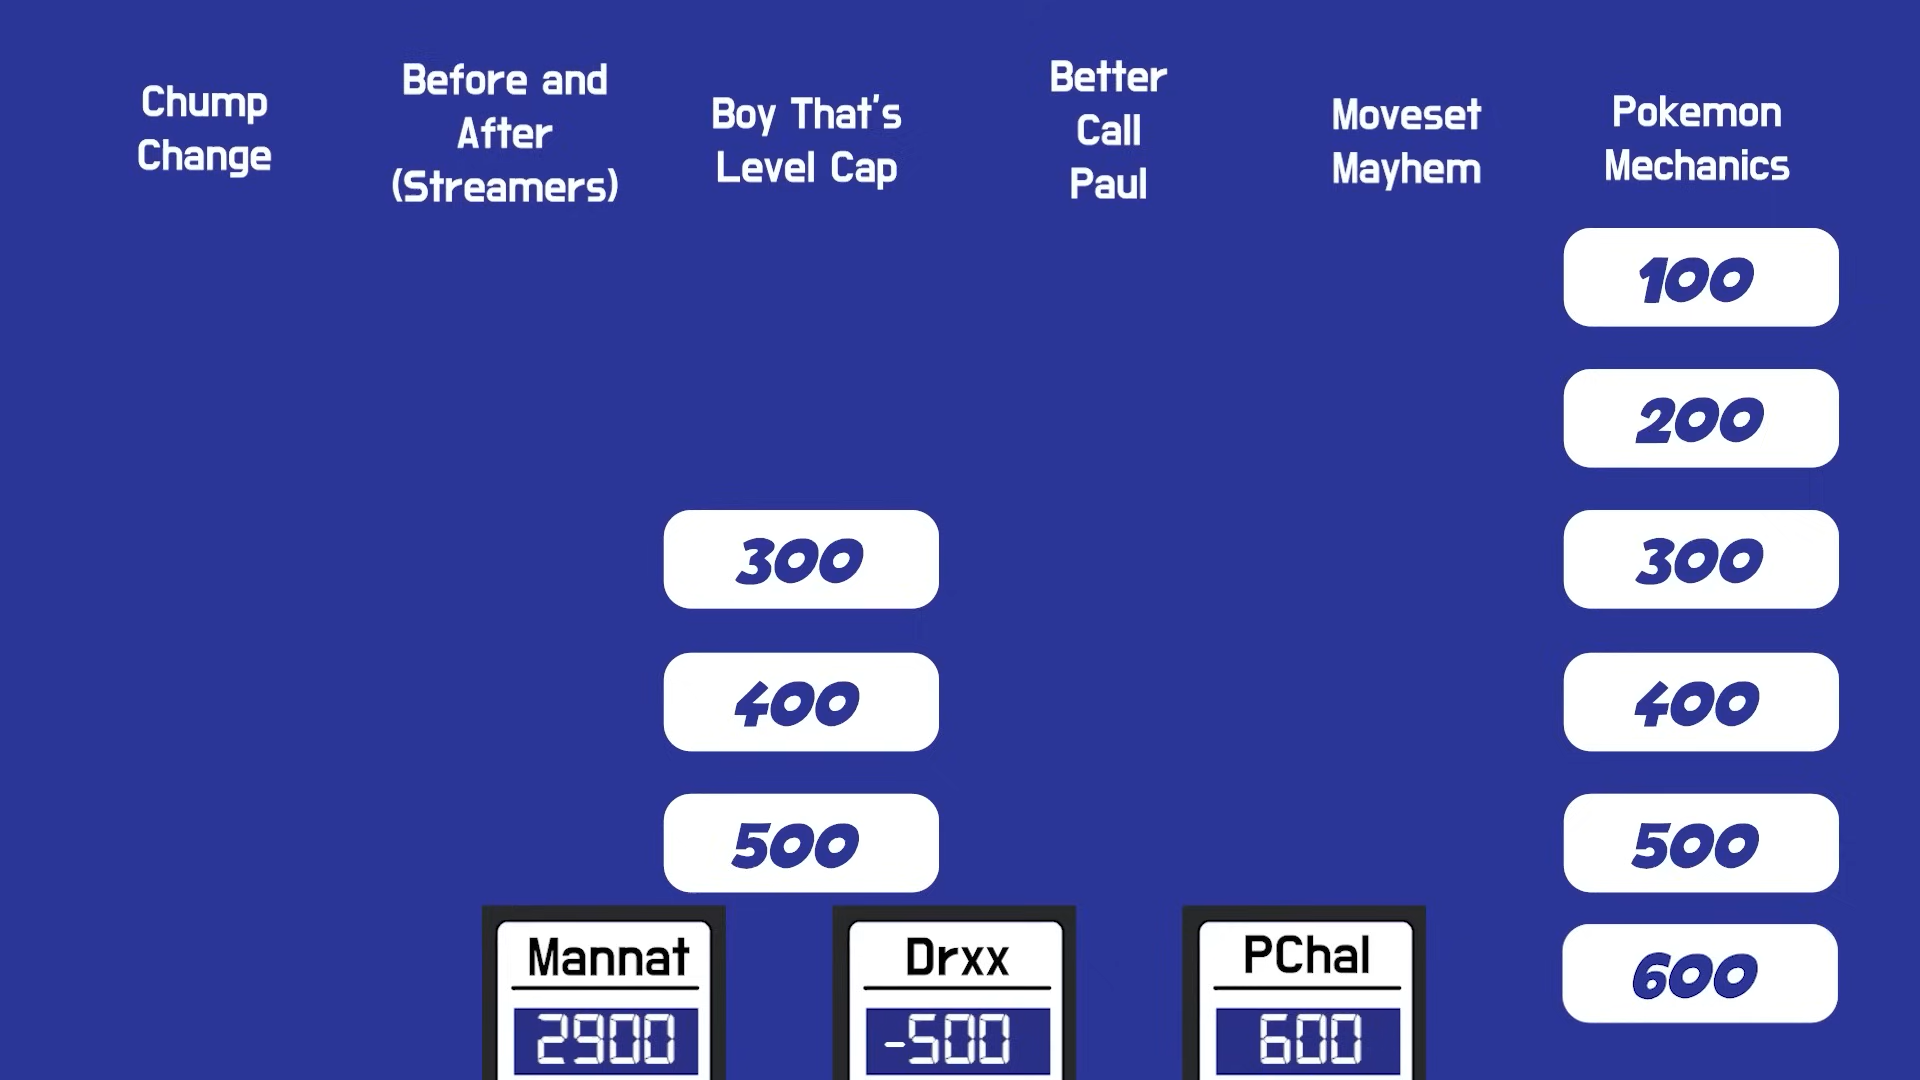 Chump
Change
Before and
After
(Streamers)
Boy That's
Level Cap
Better
Call
Paul
Moveset
Mayhem
Pokemon
Mechanics
100
200
300
300
400
400
500
500
600
Mannat
2900
Drxx
-500
PChal
600